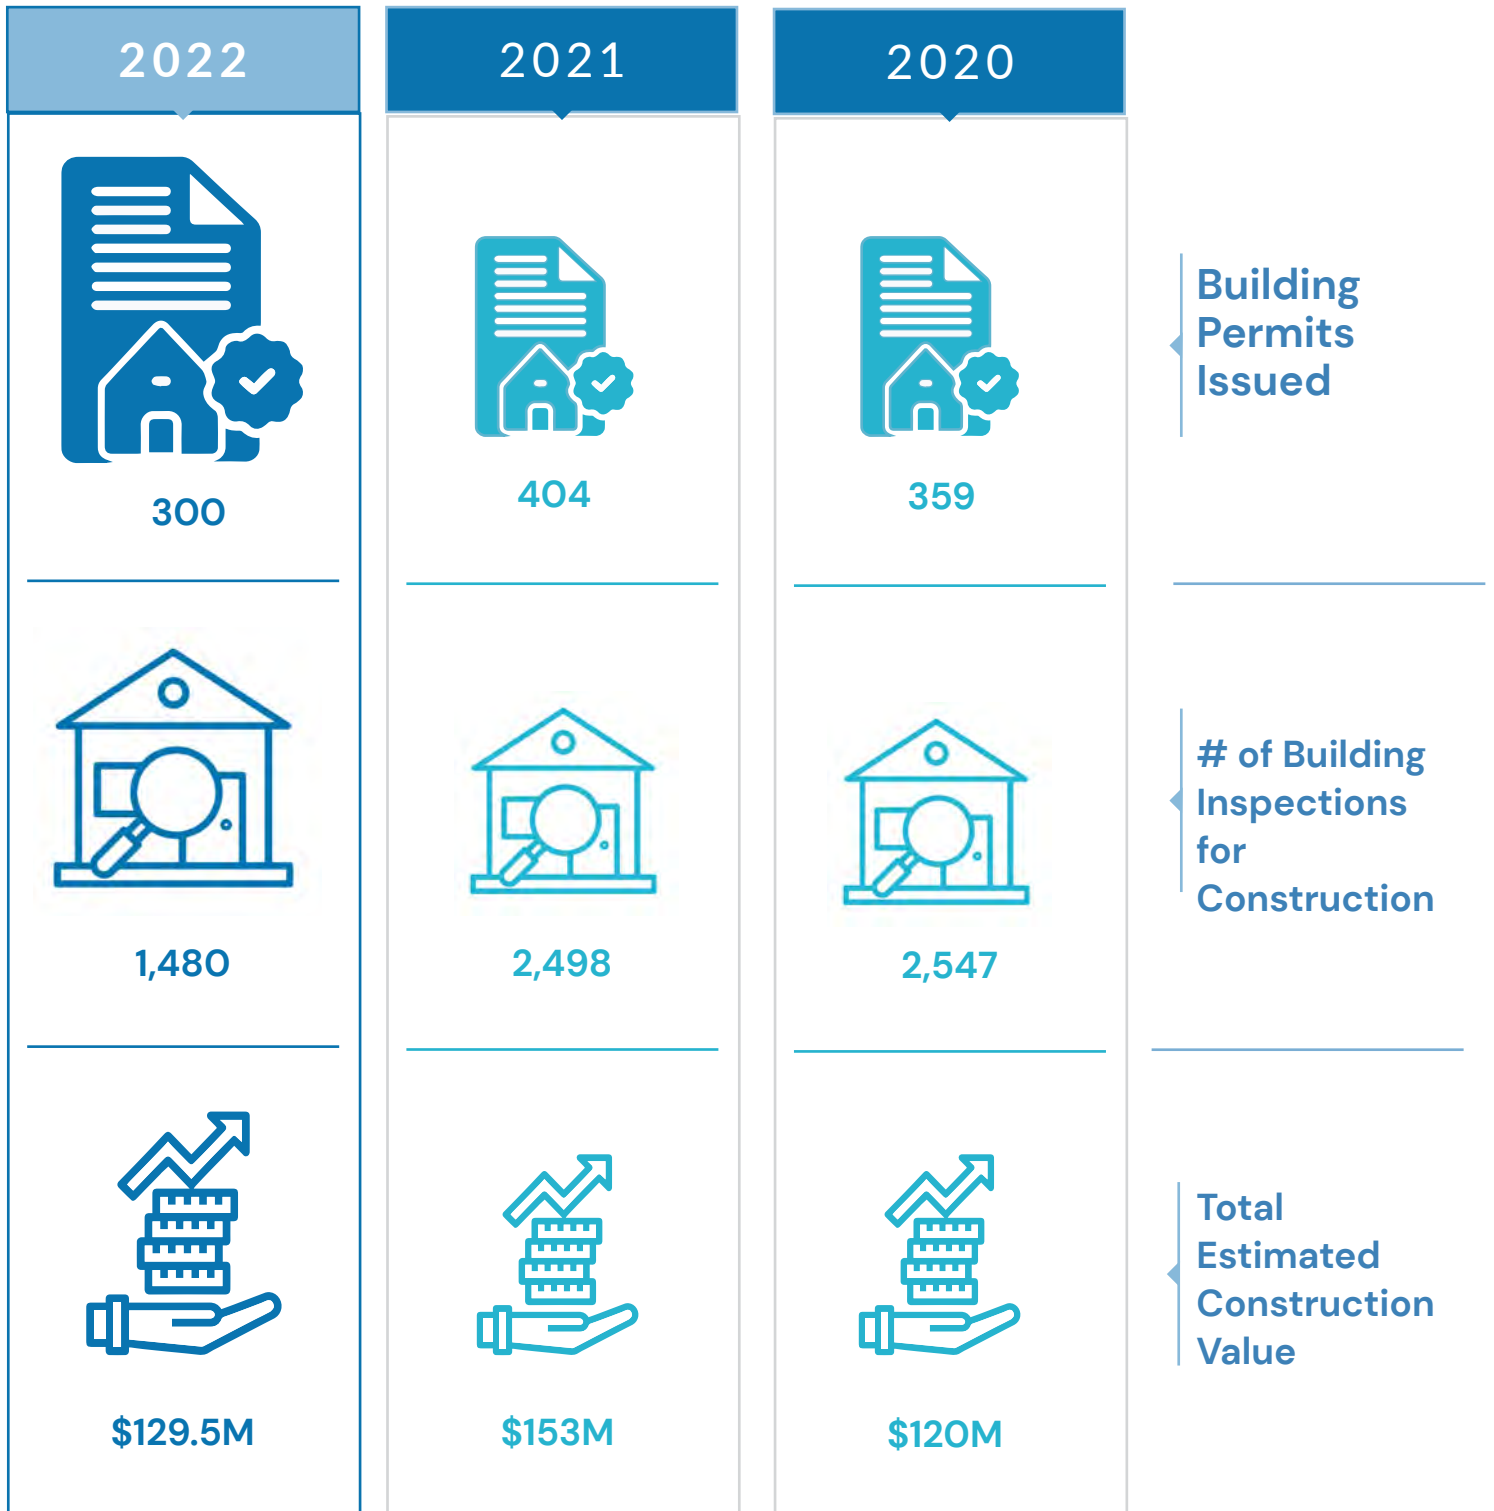 2022
2021
2020
300
404
359
Building
Permits
Issued
1,480
2,498
2,547
# of Building
Inspections
for
Construction
$129.5M
$153M
$120M
Total
Estimated
Construction
Value